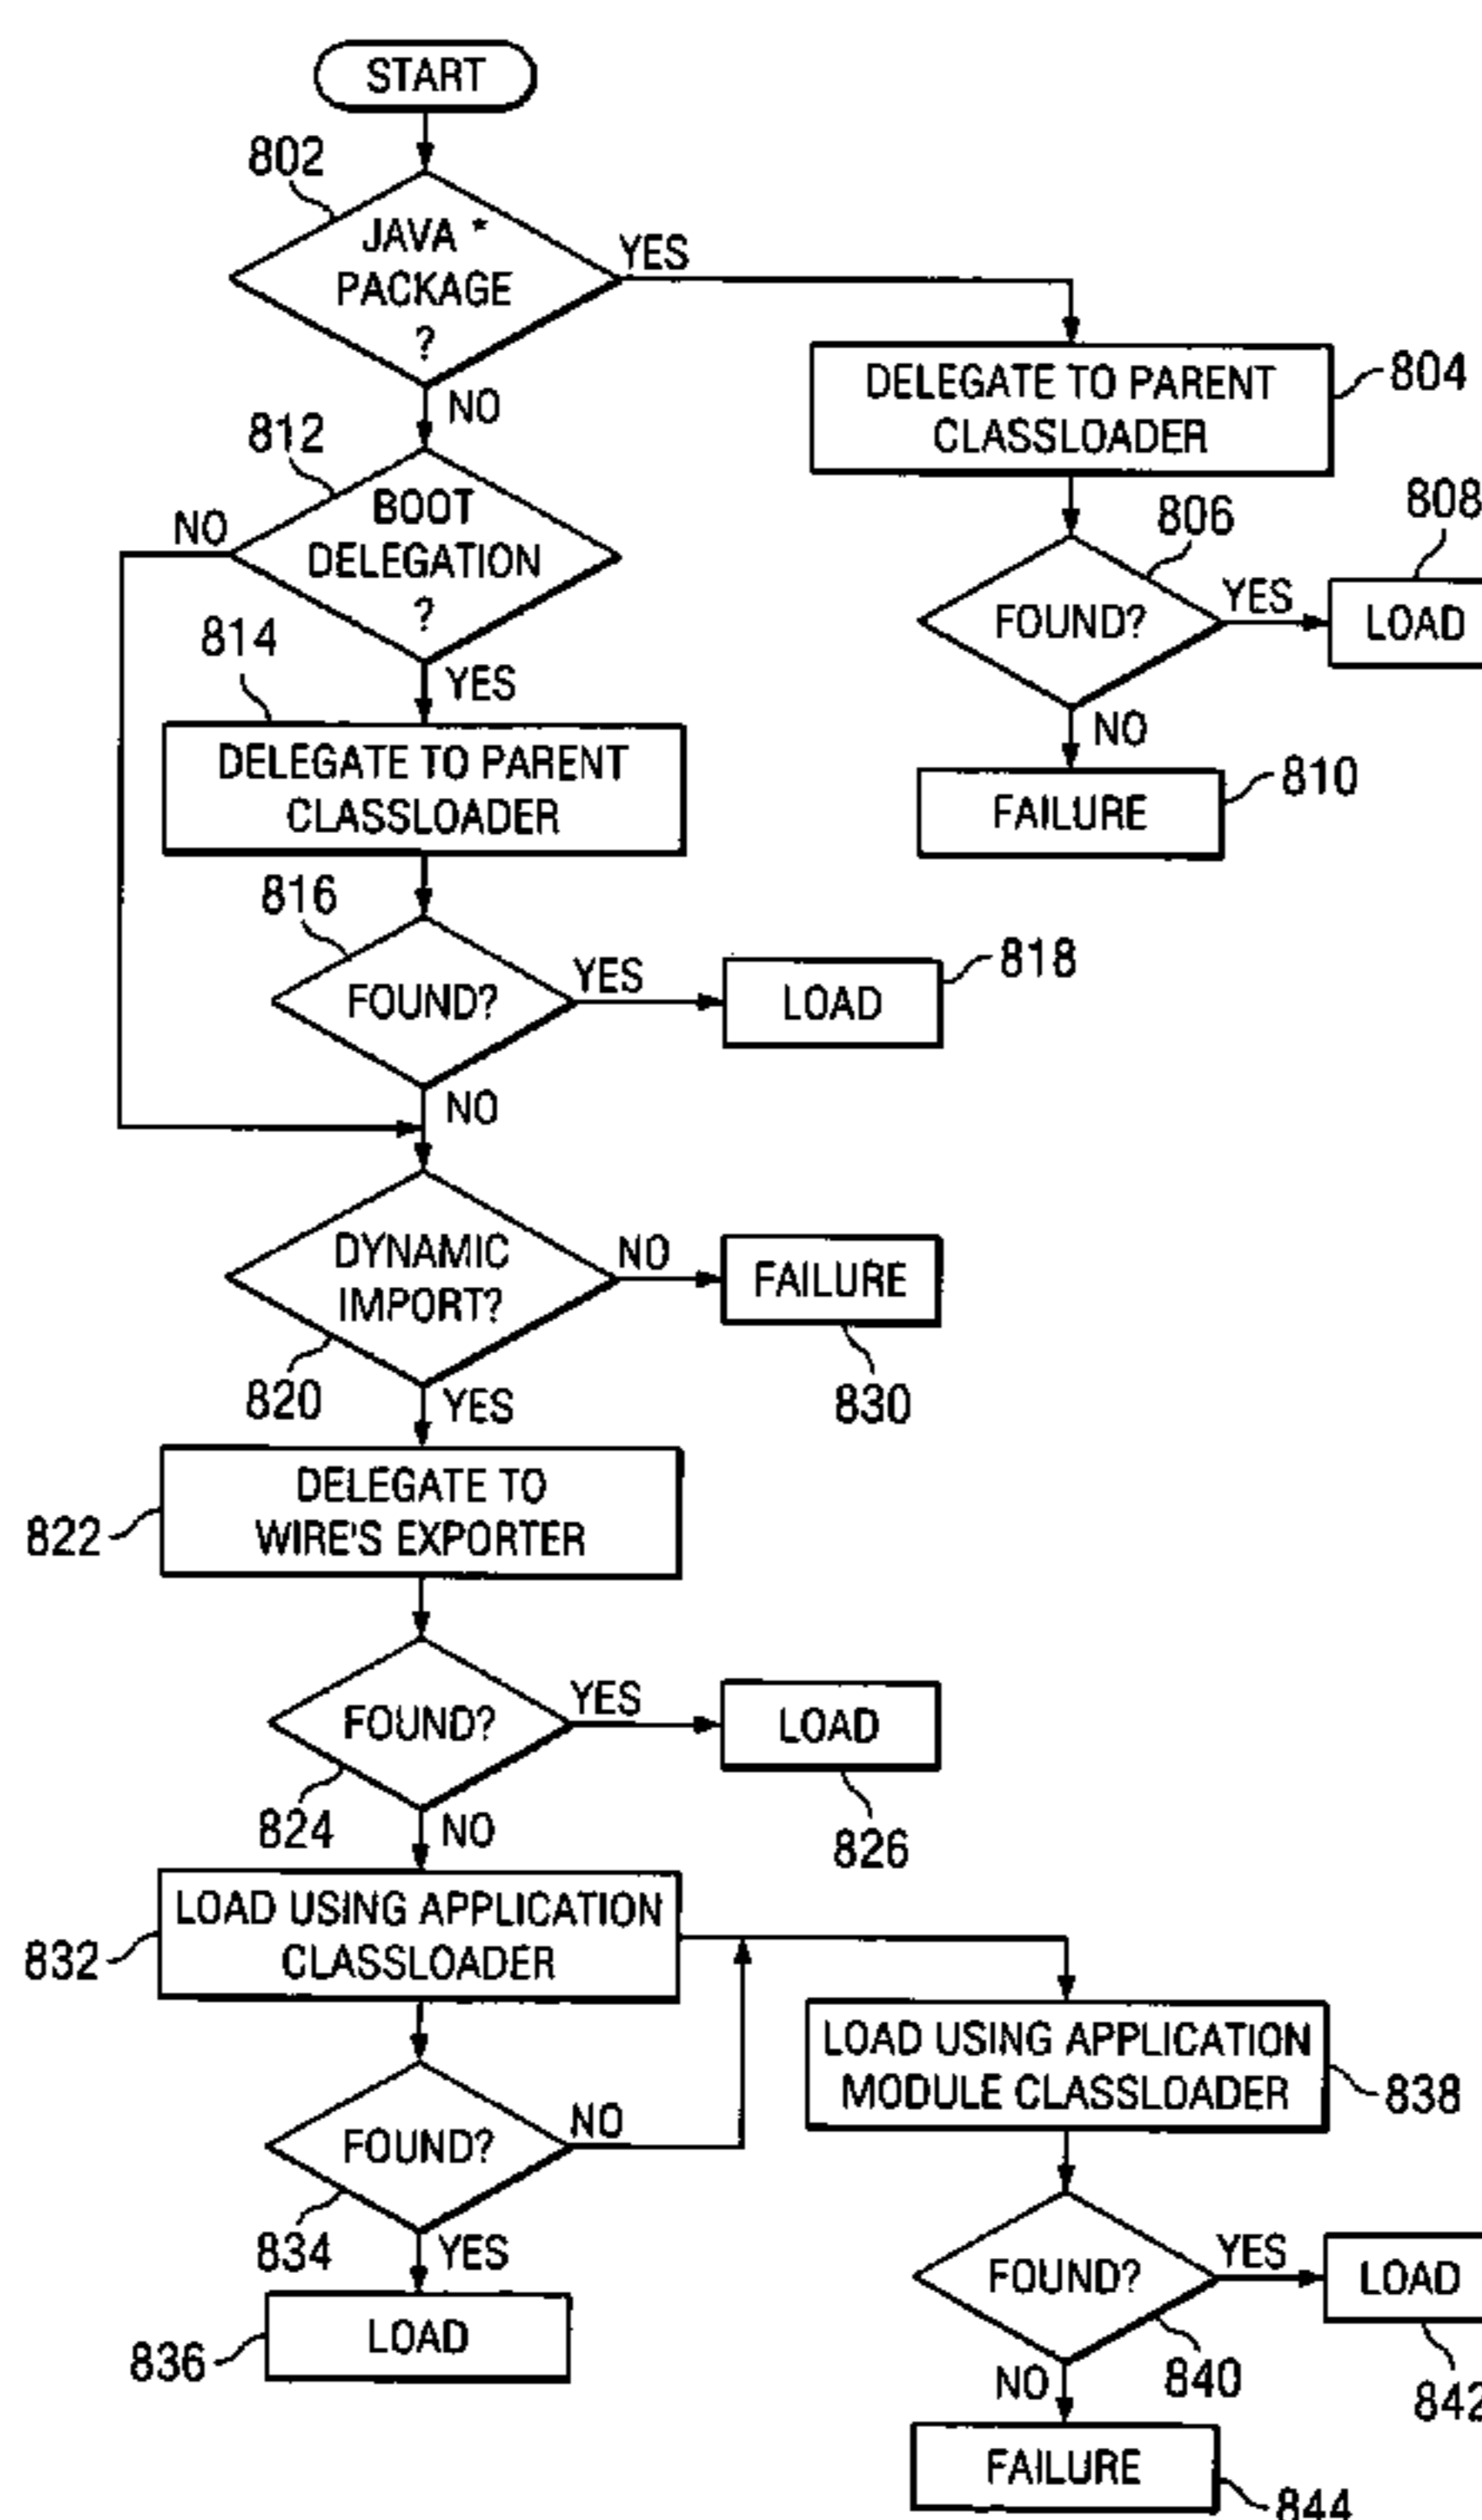 START
802
JAVA *
PACKAGE
?
YES
NO
DELEGATE TO PARENT
CLASSLOADER
804
812
BOOT
DELEGATION
?
NO
YES
806
FOUND?
YES
808
LOAD
NO
FAILURE
810
814
DELEGATE TO PARENT
CLASSLOADER
816
FOUND?
YES
LOAD
818
NO
DYNAMIC
IMPORT?
NO
FAILURE
820
830
YES
DELEGATE TO
WIRE'S EXPORTER
822
FOUND?
YES
LOAD
824
826
NO
LOAD USING APPLICATION
CLASSLOADER
832
LOAD USING APPLICATION
MODULE CLASSLOADER
838
FOUND?
NO
834
YES
LOAD
836
FOUND?
YES
LOAD
840
842
NO
FAILURE
844